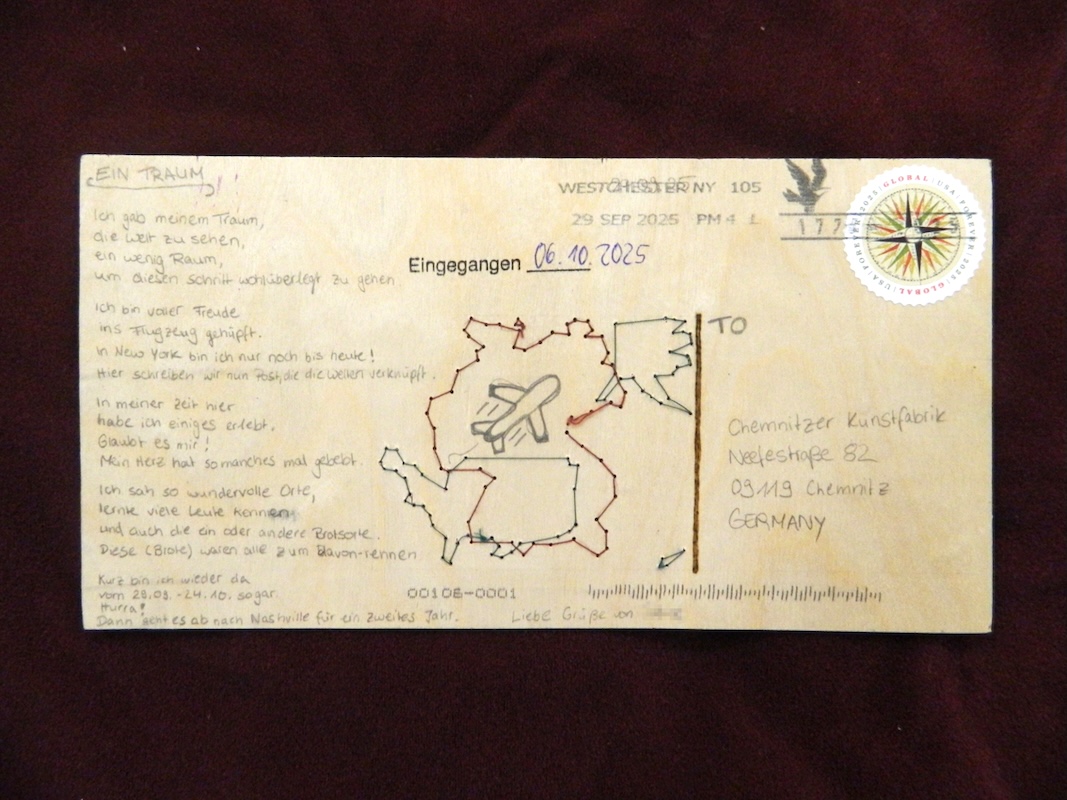 EIN TRAUM
Ich gab meinem Traum,
die Welt zu sehen,
ein wenig Raum,
um diesen Schritt wohlüberlegt zu gehen.
Ich bin voller Freude
ins Flugzeug gehüpft.
In New York bin ich nur noch bis heute!
Hier schreiben wir nun Post, die die Welten verknüpft.
In meiner Zeit hier
habe ich einiges erlebt.
Glaubt es mir!
Mein Herz hat so manches mal gebebt.
Ich sah so wundervolle Orte,
lernte viele Leute kennen
und auch die ein oder andere Brotsorte.
Diese (Brote) waren alle zum Davon-rennen
Kurz bin ich wieder da
vom 29.09.-24.10. sogar.
Hurra!
Dann geht es ab nach Nashville für ein zweites Jahr.
Liebe Grüße von
WESTCHESTER NY 105
29 SEP 2025 PM 4 L
177
GLOBAL USA FOREVER 2025 GLOBAL USA FOREVER 2025
Eingegangen 06.10.2025
TO
Chemnitzer Kunstfabrik
Neefestraße 82
09119 Chemnitz
GERMANY
00106-0001